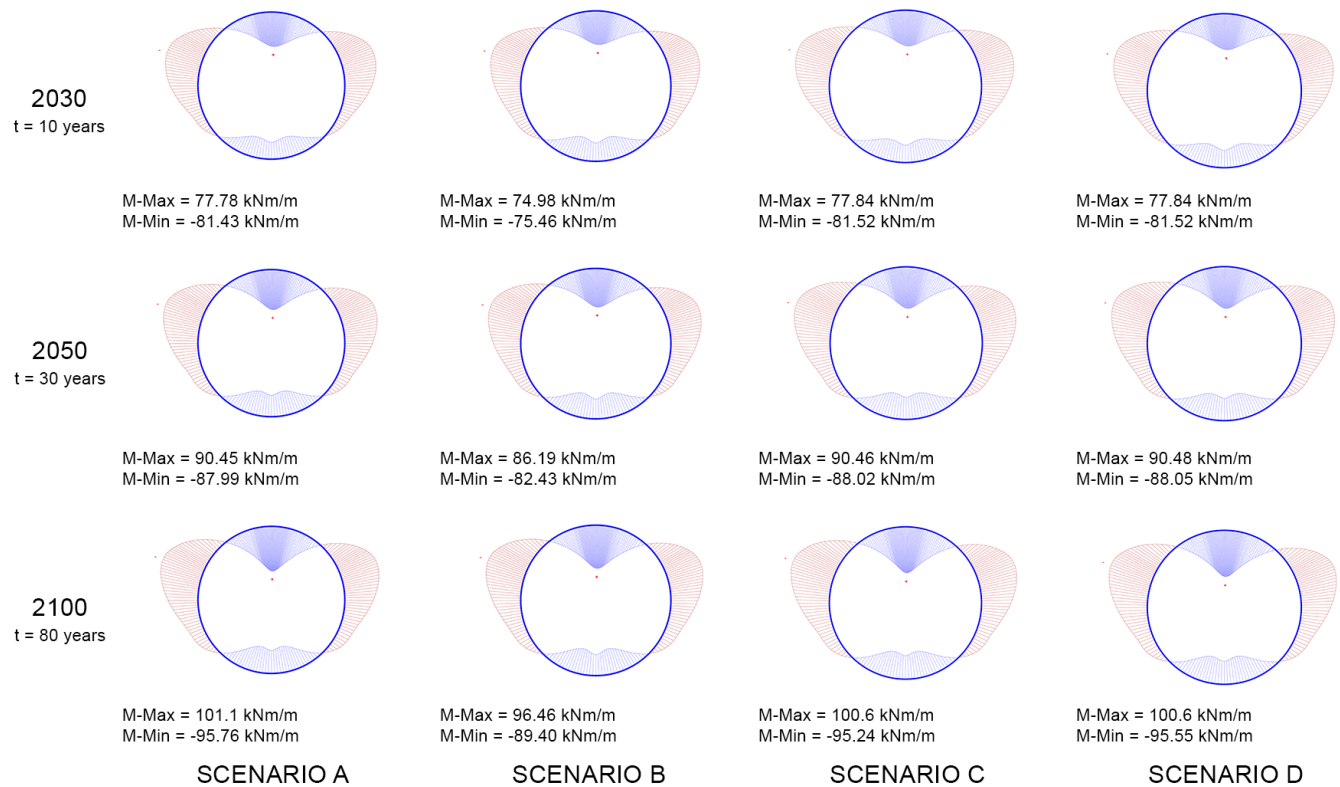 2030
t = 10 years
M-Max = 77.78 kNm/m
M-Min = -81.43 kNm/m
M-Max = 74.98 kNm/m
M-Min = -75.46 kNm/m
M-Max = 77.84 kNm/m
M-Min = -81.52 kNm/m
M-Max = 77.84 kNm/m
M-Min = -81.52 kNm/m
2050
t = 30 years
M-Max = 90.45 kNm/m
M-Min = -87.99 kNm/m
M-Max = 86.19 kNm/m
M-Min = -82.43 kNm/m
M-Max = 90.46 kNm/m
M-Min = -88.02 kNm/m
M-Max = 90.48 kNm/m
M-Min = -88.05 kNm/m
2100
t = 80 years
M-Max = 101.1 kNm/m
M-Min = -95.76 kNm/m
M-Max = 96.46 kNm/m
M-Min = -89.40 kNm/m
M-Max = 100.6 kNm/m
M-Min = -95.24 kNm/m
M-Max = 100.6 kNm/m
M-Min = -95.55 kNm/m
SCENARIO A
SCENARIO B
SCENARIO C
SCENARIO D